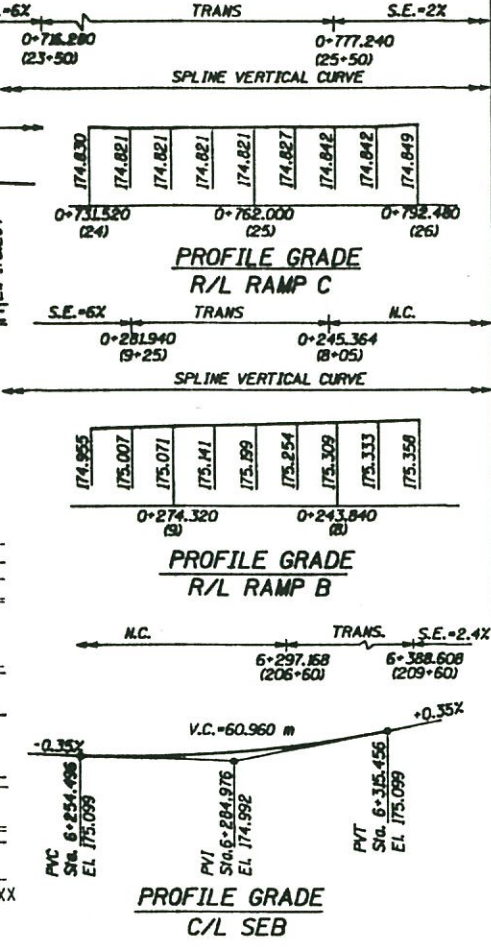 .=6% TRANS S.E.=2%
0+716.280 0+777.240
(23+50) (25+50)
SPLINE VERTICAL CURVE
174.830 174.821 174.821 174.821 174.821 174.827 174.842 174.842 174.849
0+731.520 0+762.000 0+792.480
(24) (25) (26)
PROFILE GRADE
R/L RAMP C
S.E.=6% TRANS N.C.
0+281.940 0+245.364
(9+25) (8+05)
SPLINE VERTICAL CURVE
174.955 175.007 175.071 175.141 175.199 175.254 175.309 175.333 175.358
0+274.320 0+243.840
(9) (8)
PROFILE GRADE
R/L RAMP B
N.C. TRANS. S.E.=2.4%
6+297.168 6+388.608
(206+60) (209+60)
+0.35%
V.C.=60.960 m
-0.35%
PVC
Sta. 6+254.496
El. 175.099
PVI
Sta.6+284.976
El. 174.992
PVT
Sta. 6+315.456
El. 175.099
XX
PROFILE GRADE
C/L SEB